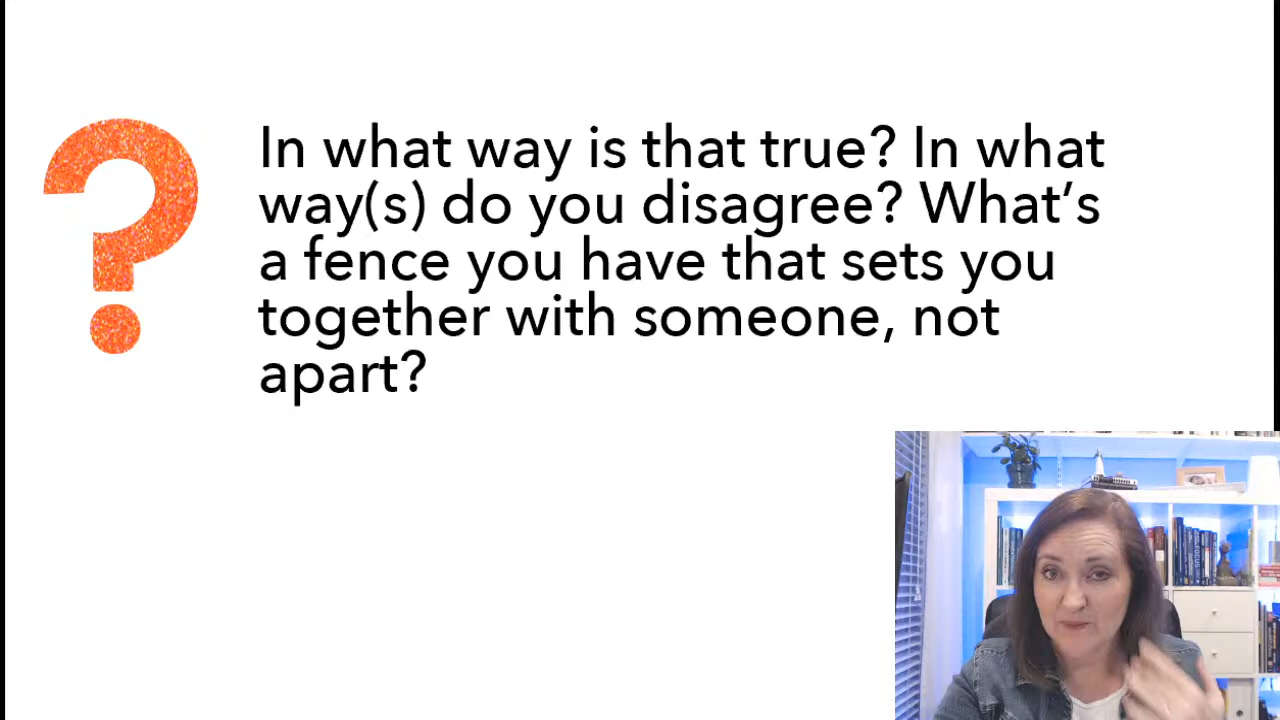 ?
In what way is that true? In what
way(s) do you disagree? What’s
a fence you have that sets you
together with someone, not
apart?
FOCUS